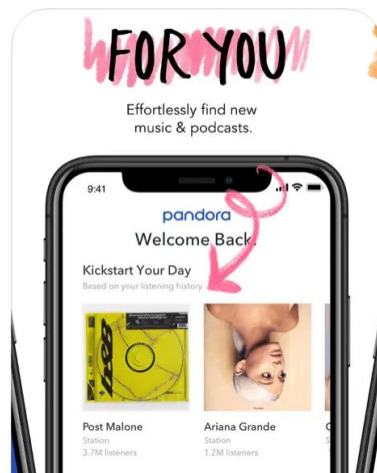 FOR YOU
Effortlessly find new
music & podcasts.
9:41
pandora
Welcome Back.
Kickstart Your Day
Based on your listening history
Post Malone
Station
3.7M listeners
Ariana Grande
Station
1.2M listeners